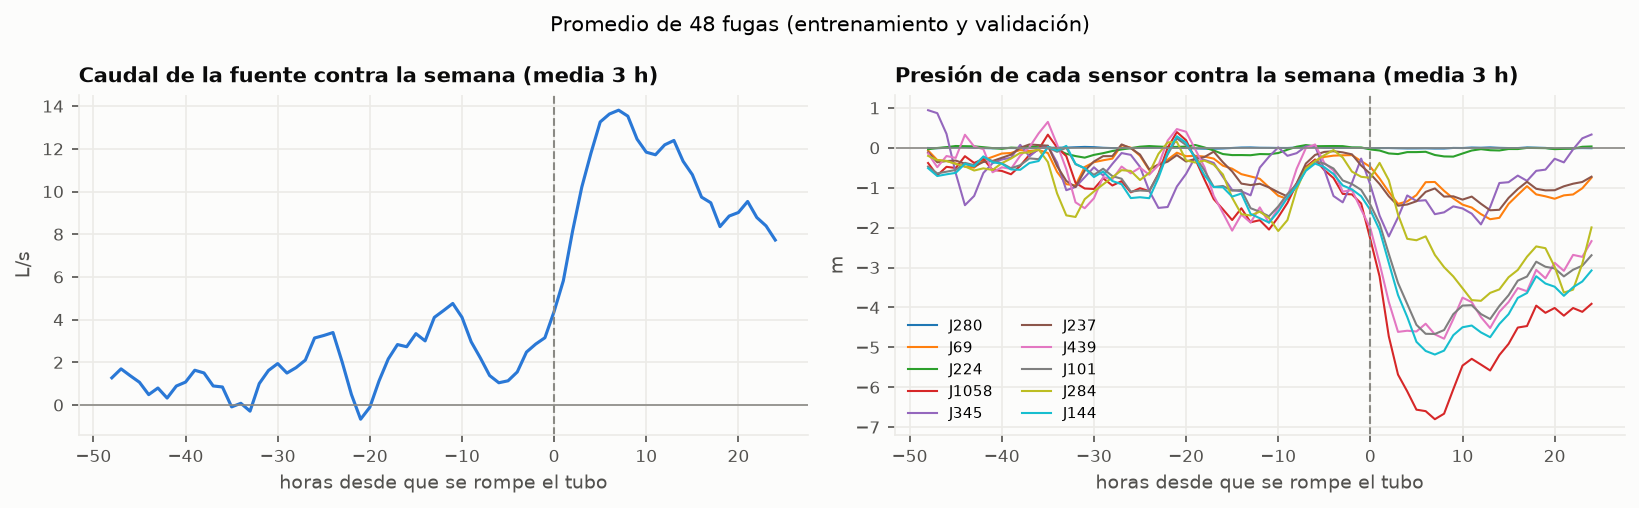 Promedio de 48 fugas (entrenamiento y validación)
Caudal de la fuente contra la semana (media 3 h)
L/s
14
12
10
8
6
4
2
0
−50
−40
−30
−20
−10
0
10
20
horas desde que se rompe el tubo
Presión de cada sensor contra la semana (media 3 h)
m
1
0
−1
−2
−3
−4
−5
−6
−7
J280
J69
J224
J1058
J345
J237
J439
J101
J284
J144
−50
−40
−30
−20
−10
0
10
20
horas desde que se rompe el tubo